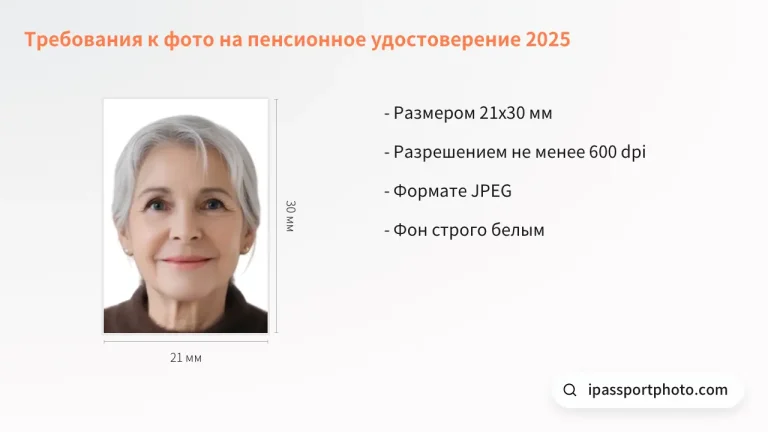 Требования к фото на пенсионное удостоверение 2025
- Размером 21x30 мм
- Разрешением не менее 600 dpi
- Формате JPEG
- Фон строго белым
30 мм
21 мм
ipassportphoto.com